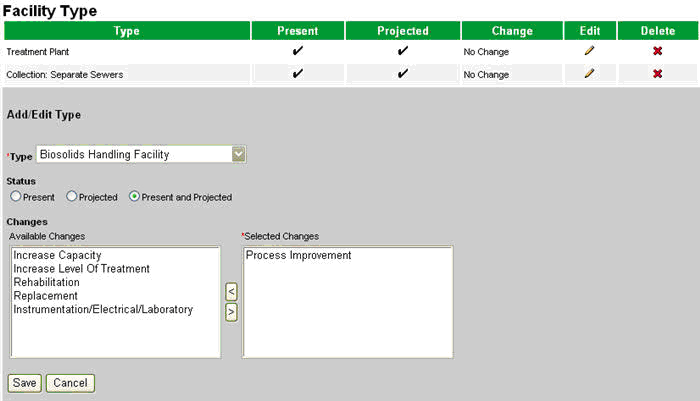 Facility Type
Type Present Projected Change Edit Delete
Treatment Plant ✔ ✔ No Change
Collection: Separate Sewers ✔ ✔ No Change
Add/Edit Type
*Type Biosolids Handling Facility
Status
Present Projected Present and Projected
Changes
Available Changes *Selected Changes
Increase Capacity Process Improvement
Increase Level Of Treatment
Rehabilitation
Replacement
Instrumentation/Electrical/Laboratory
<
>
Save Cancel